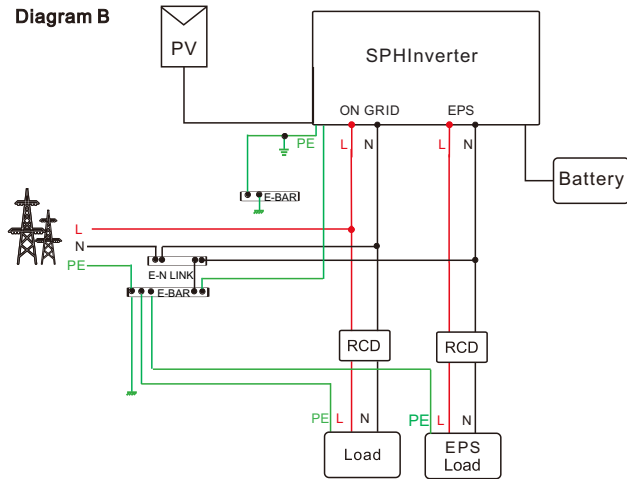 Diagram B
PV
SPHInverter
ON GRID
EPS
PE
L
N
L
N
Battery
E-BAR
L
N
PE
E-N LINK
E-BAR
RCD
RCD
PE
L
N
PE
L
N
Load
EPS
Load